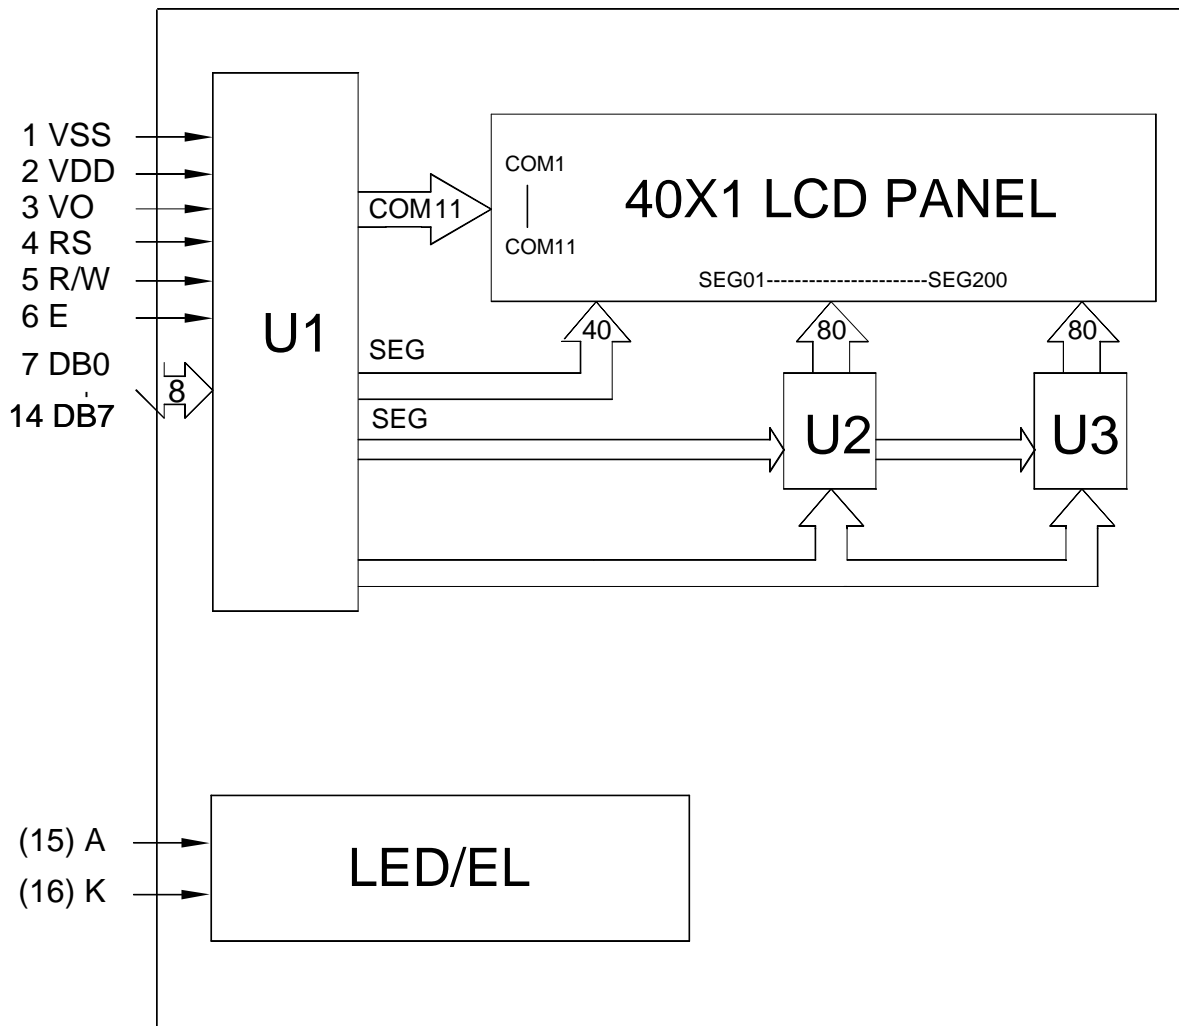 1 VSS
2 VDD
3 VO
4 RS
5 R/W
6 E
7 DB0
14 DB7
8
U1
COM11
COM1
COM11
40X1 LCD PANEL
SEG01-----------------------SEG200
SEG
40
80
80
SEG
U2
U3
(15) A
(16) K
LED/EL